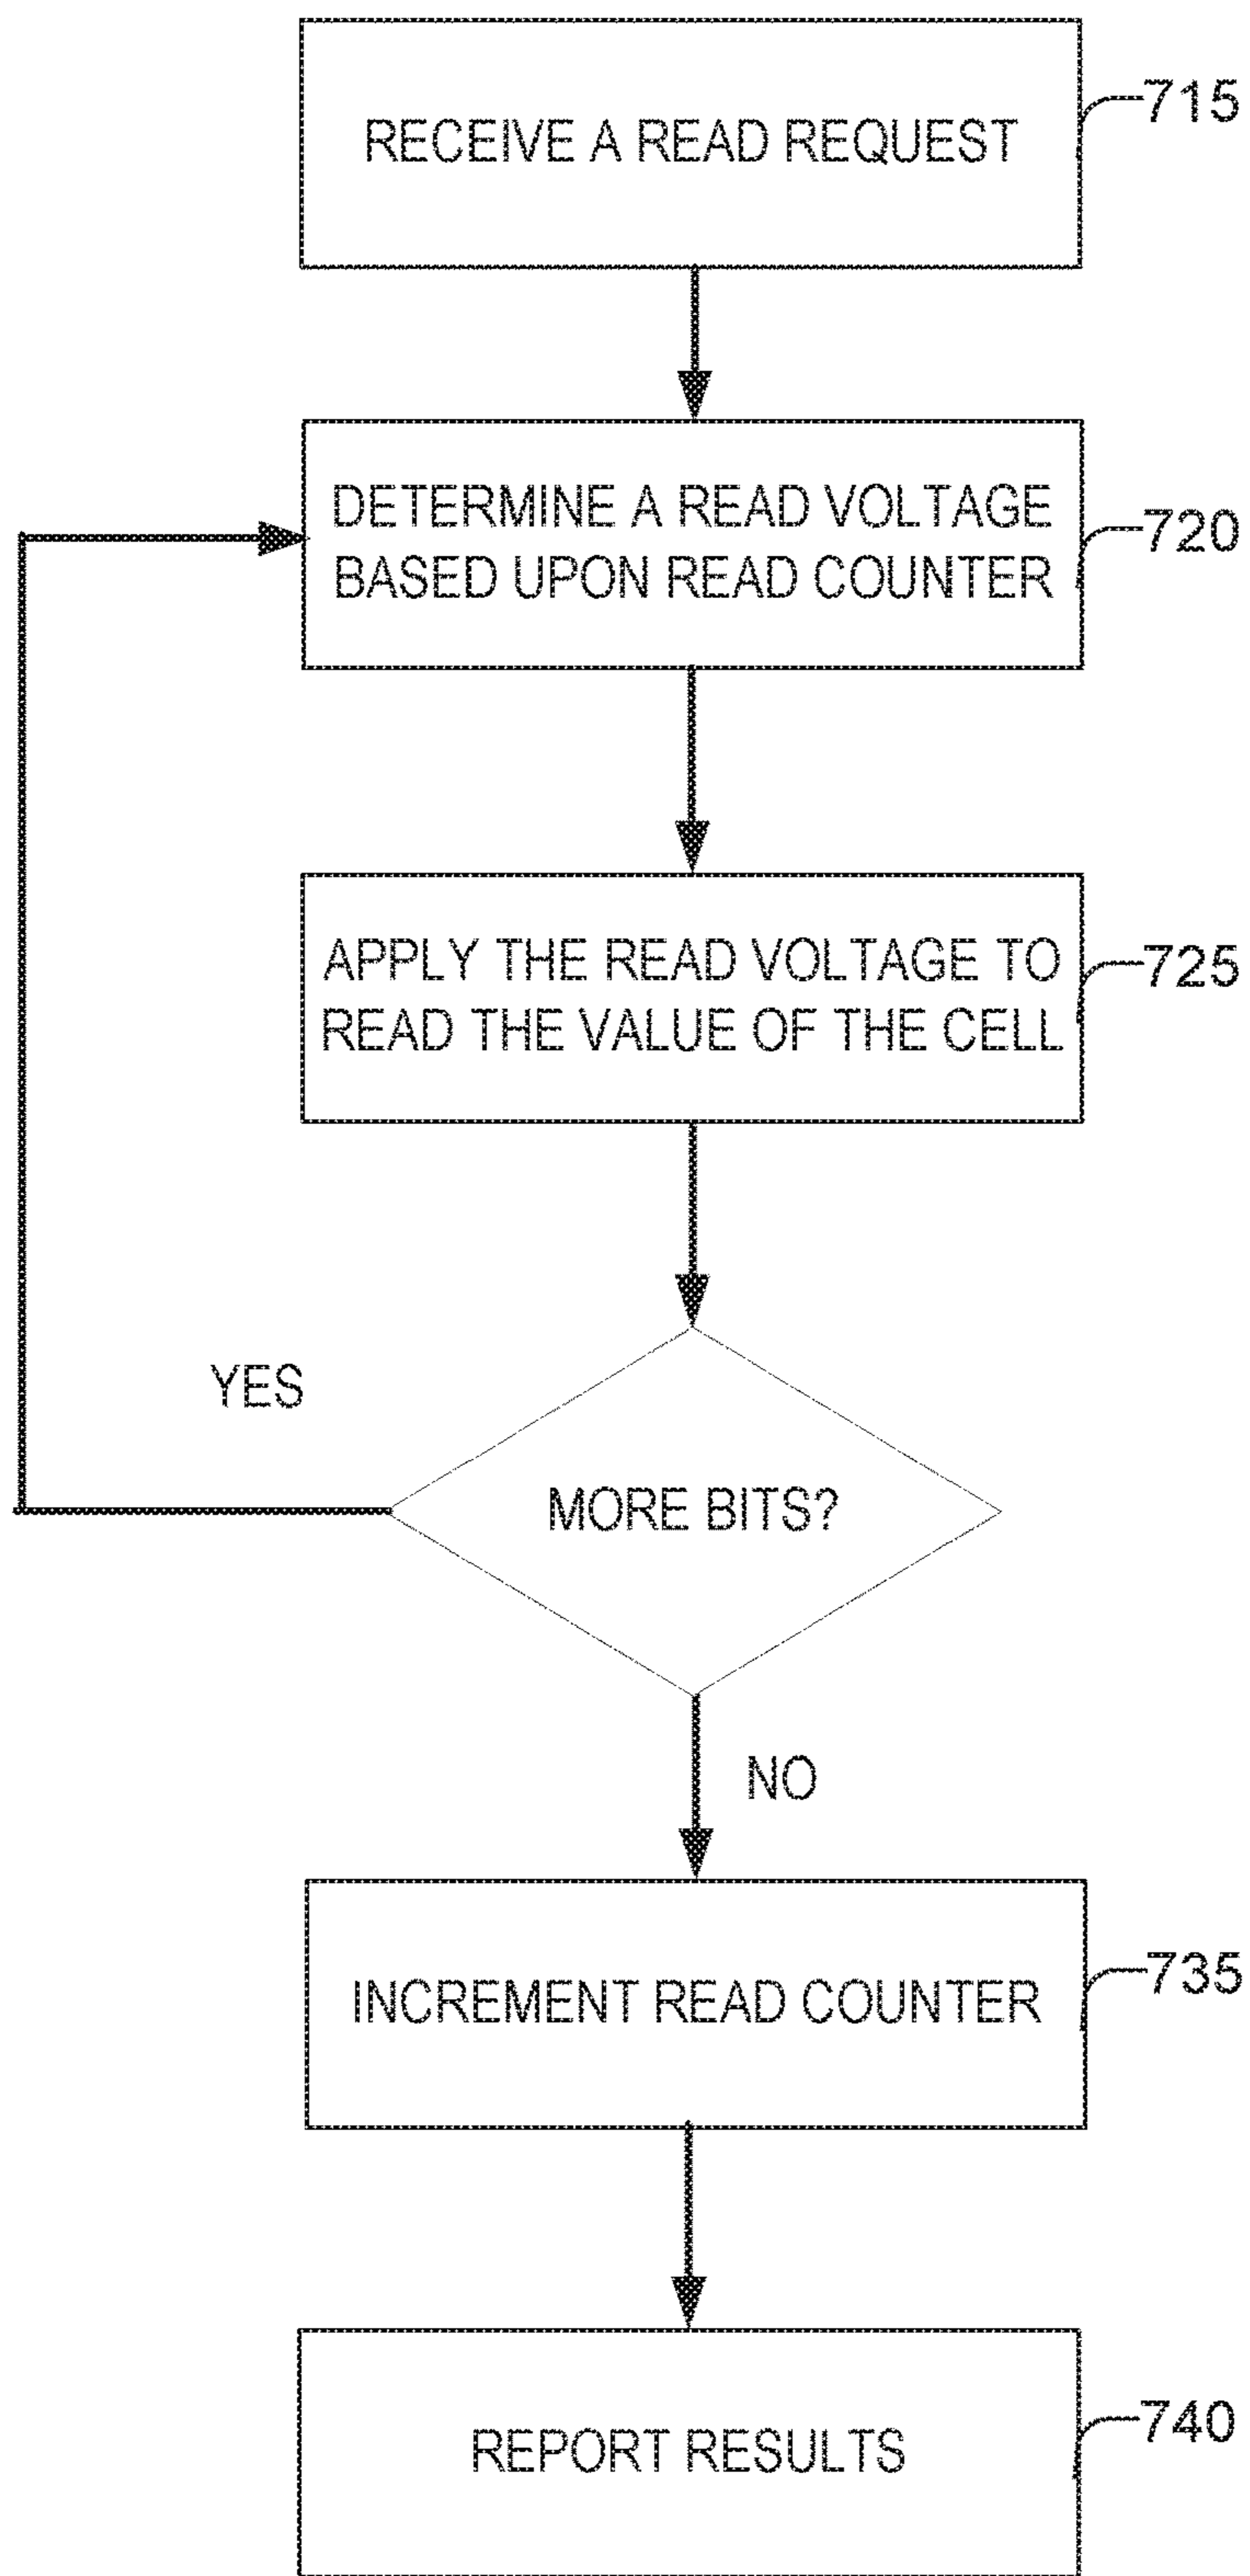 RECEIVE A READ REQUEST
715
DETERMINE A READ VOLTAGE
BASED UPON READ COUNTER
720
APPLY THE READ VOLTAGE TO
READ THE VALUE OF THE CELL
725
YES
MORE BITS?
NO
INCREMENT READ COUNTER
735
REPORT RESULTS
740